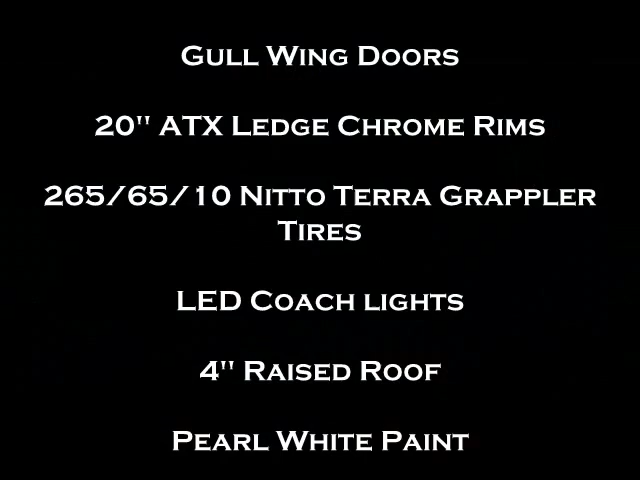 Gull Wing Doors
20" ATX Ledge Chrome Rims
265/65/10 Nitto Terra Grappler
Tires
LED Coach lights
4" Raised Roof
Pearl White Paint